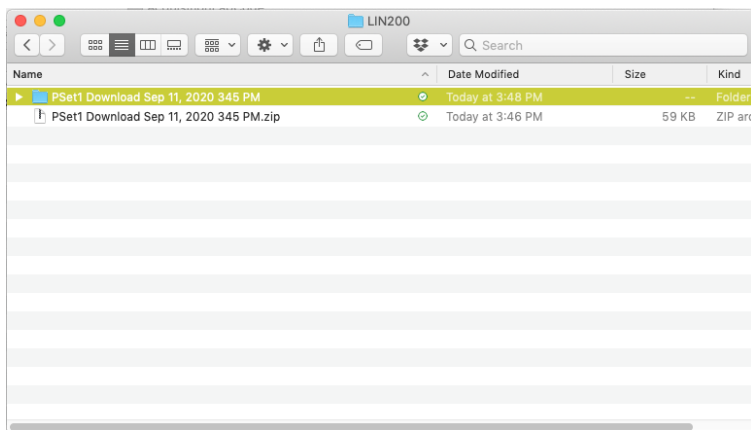 LIN200
Search
Name Date Modified Size Kind
PSet1 Download Sep 11, 2020 345 PM Today at 3:48 PM -- Folder
PSet1 Download Sep 11, 2020 345 PM.zip Today at 3:46 PM 59 KB ZIP arc